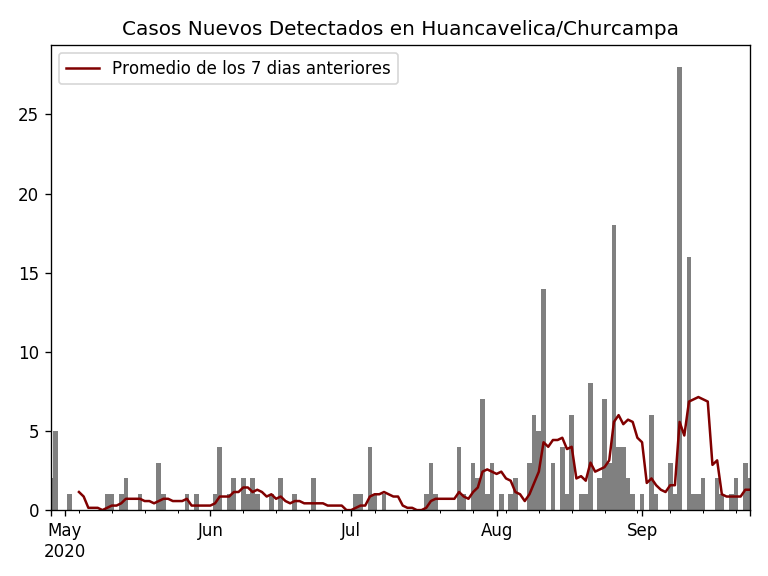 Casos Nuevos Detectados en Huancavelica/Churcampa
Promedio de los 7 dias anteriores
25
20
15
10
5
0
May Jun Jul Aug Sep
2020